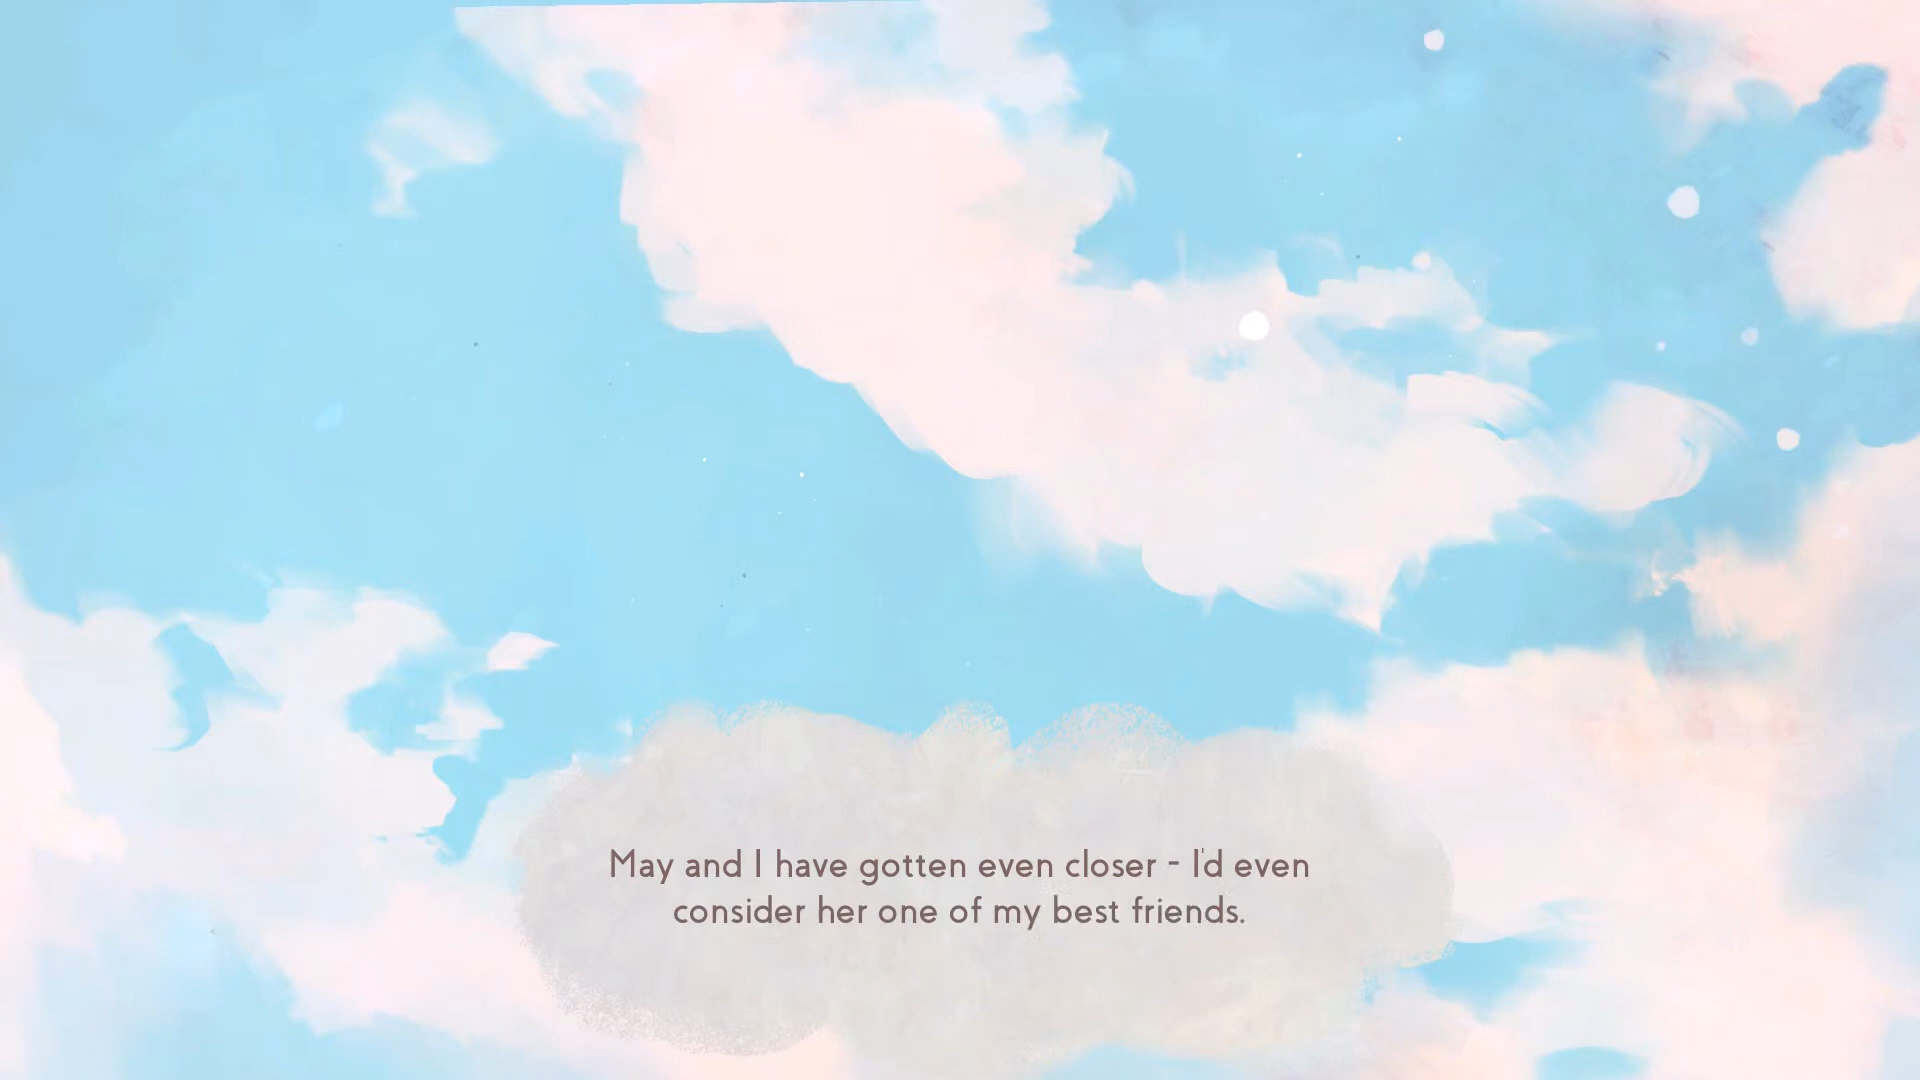 May and I have gotten even closer - I'd even
consider her one of my best friends.